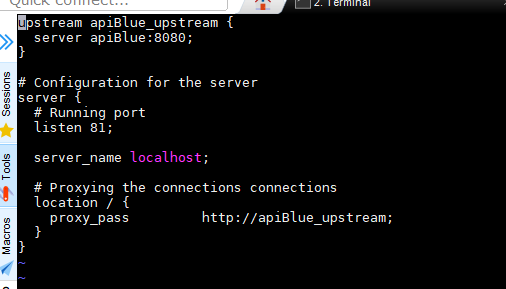 Quick connect...
2. Terminal
upstream apiBlue_upstream {
  server apiBlue:8080;
}
# Configuration for the server
server {
  # Running port
  listen 81;
  server_name localhost;
  # Proxying the connections connections
  location / {
    proxy_pass         http://apiBlue_upstream;
  }
}
~
~
Sessions
Tools
Macros